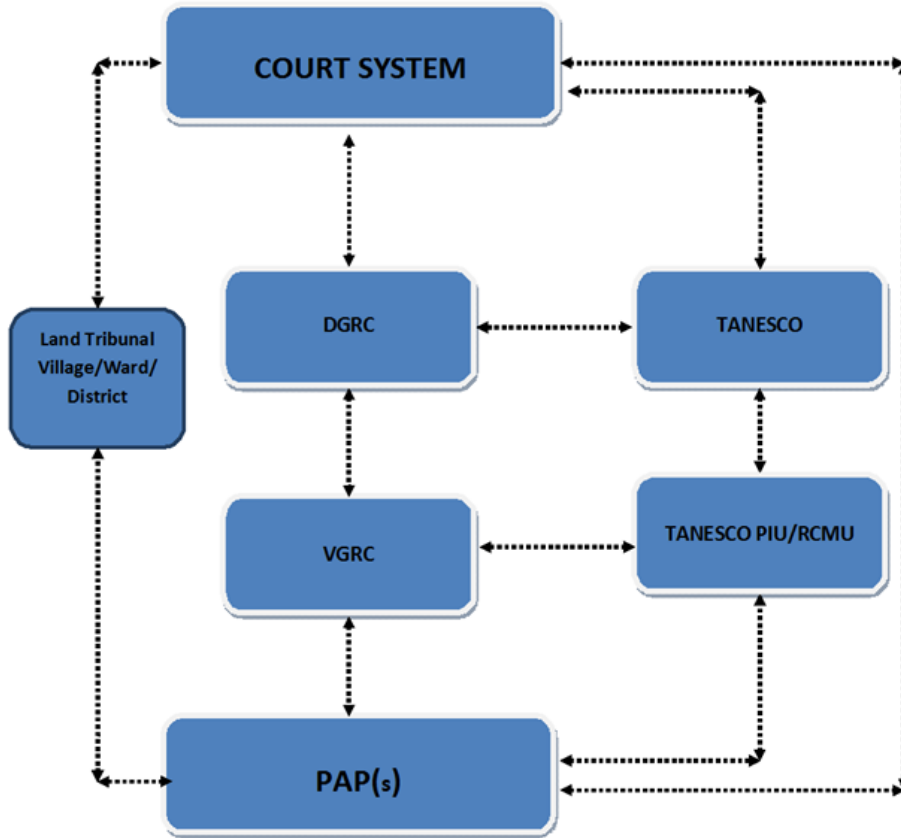 COURT SYSTEM
Land Tribunal
Village/Ward/
District
DGRC
TANESCO
VGRC
TANESCO PIU/RCMU
PAP(s)